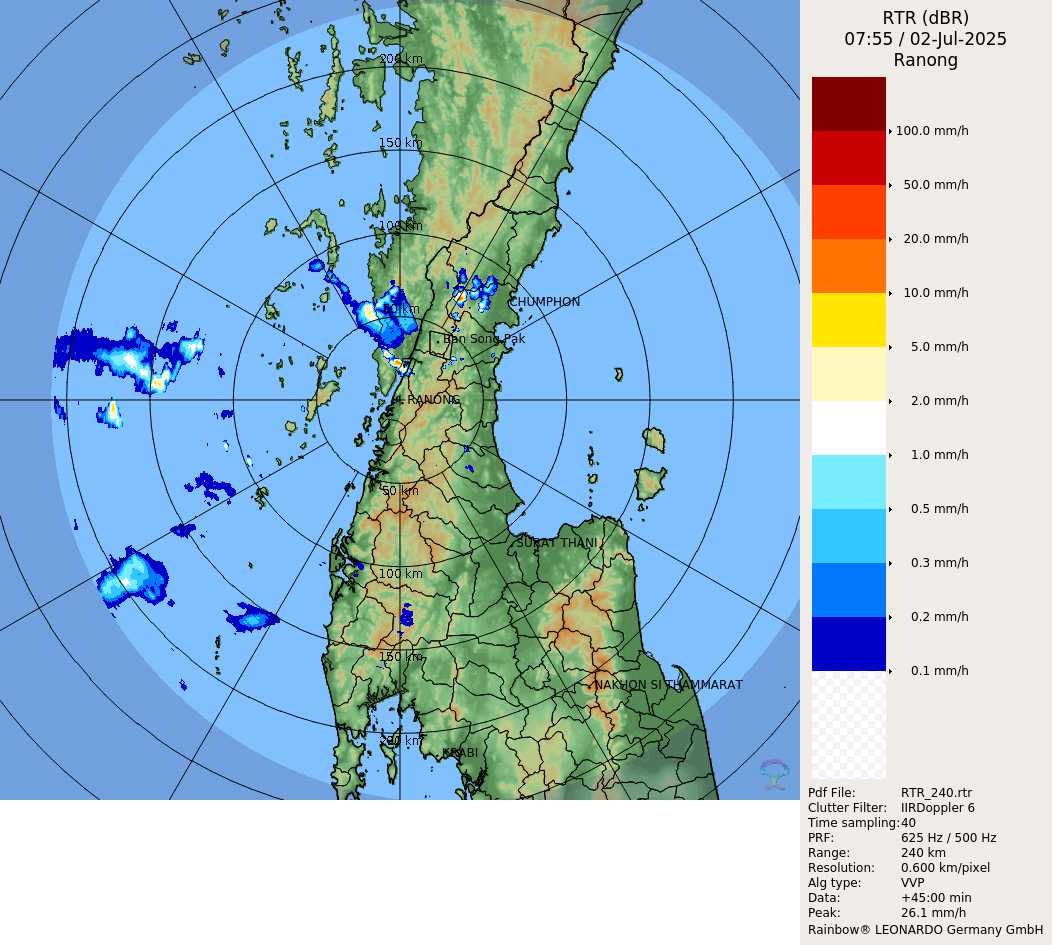 RTR (dBR)
07:55 / 02-Jul-2025
Ranong
200 km
150 km
100 km
50 km
CHUMPHON
Ban Song Pak
RANONG
50 km
SURAT THANI
100 km
150 km
NAKHON SI THAMMARAT
200 km
KRABI
100.0 mm/h
50.0 mm/h
20.0 mm/h
10.0 mm/h
5.0 mm/h
2.0 mm/h
1.0 mm/h
0.5 mm/h
0.3 mm/h
0.2 mm/h
0.1 mm/h
Pdf File: RTR_240.rtr
Clutter Filter: IIRDoppler 6
Time sampling:40
PRF: 625 Hz / 500 Hz
Range: 240 km
Resolution: 0.600 km/pixel
Alg type: VVP
Data: +45:00 min
Peak: 26.1 mm/h
Rainbow® LEONARDO Germany GmbH